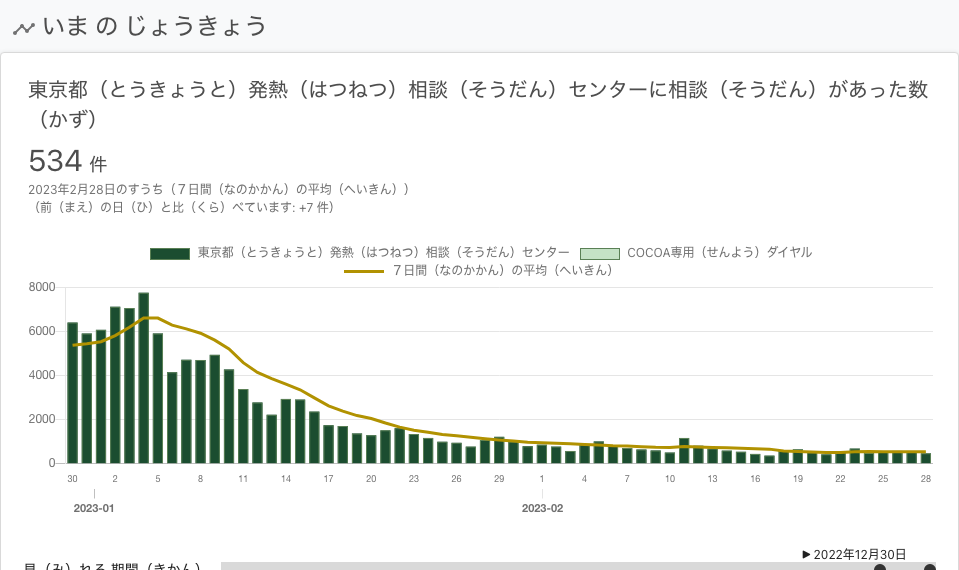 いま の じょうきょう
東京都（とうきょうと）発熱（はつねつ）相談（そうだん）センターに相談（そうだん）があった数
（かず）
534 件
2023年2月28日のすうち（７日間（なのかかん）の平均（へいきん））
（前（まえ）の日（ひ）と比（くら）べています: +7 件）
東京都（とうきょうと）発熱（はつねつ）相談（そうだん）センター COCOA専用（せんよう）ダイヤル
７日間（なのかかん）の平均（へいきん）
8000
6000
4000
2000
0
30 2 5 8 11 14 17 20 23 26 29 1 4 7 10 13 16 19 22 25 28
2023-01 2023-02
2022年12月30日
見（み）れる 期間（きかん）